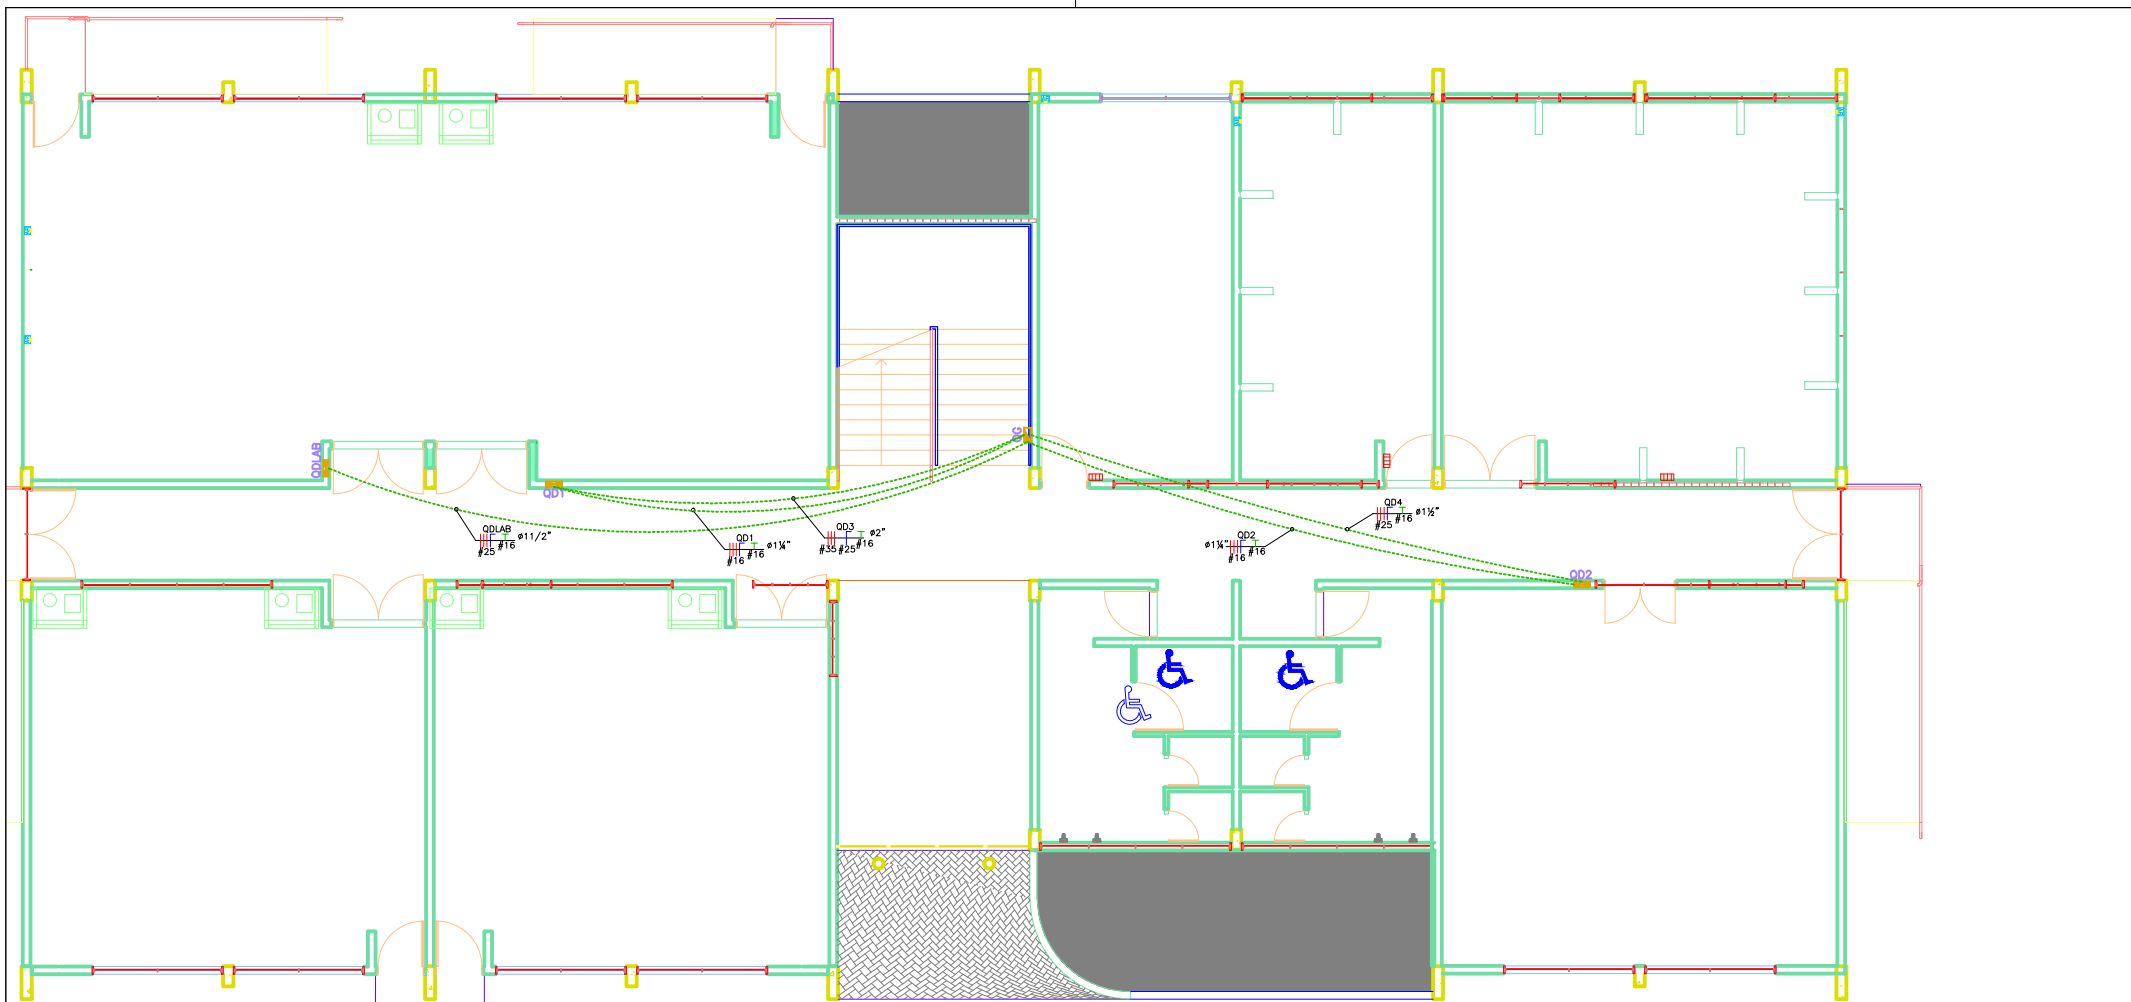 QDLAB
QD1
QG
QDLAB
#25 #16
ø11/2"
QD1
#16 #16
ø1¼"
QD3
#35 #25 #16
ø2"
QD2
ø1¼"
#16 #16
QD4
#25 #16
ø1½"
QD2